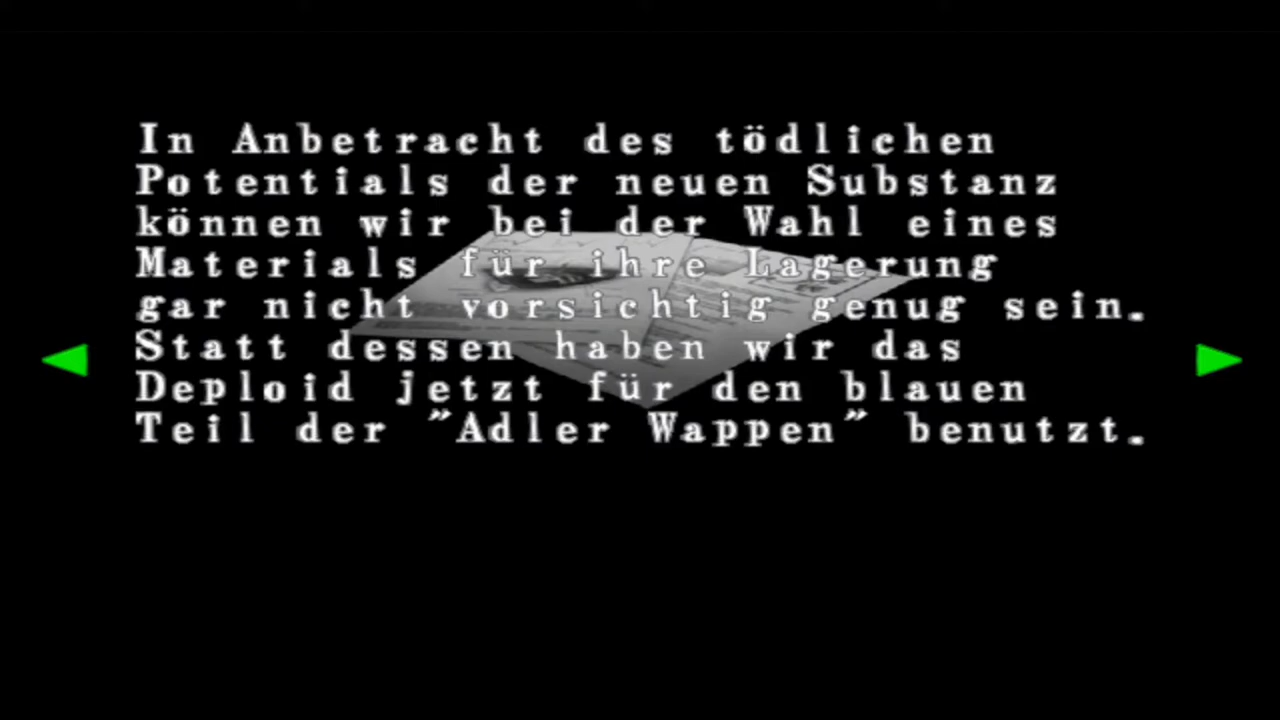 In Anbetracht des tödlichen
Potentials der neuen Substanz
können wir bei der Wahl eines
Materials für ihre Lagerung
gar nicht vorsichtig genug sein.
Statt dessen haben wir das
Deploid jetzt für den blauen
Teil der "Adler Wappen" benutzt.